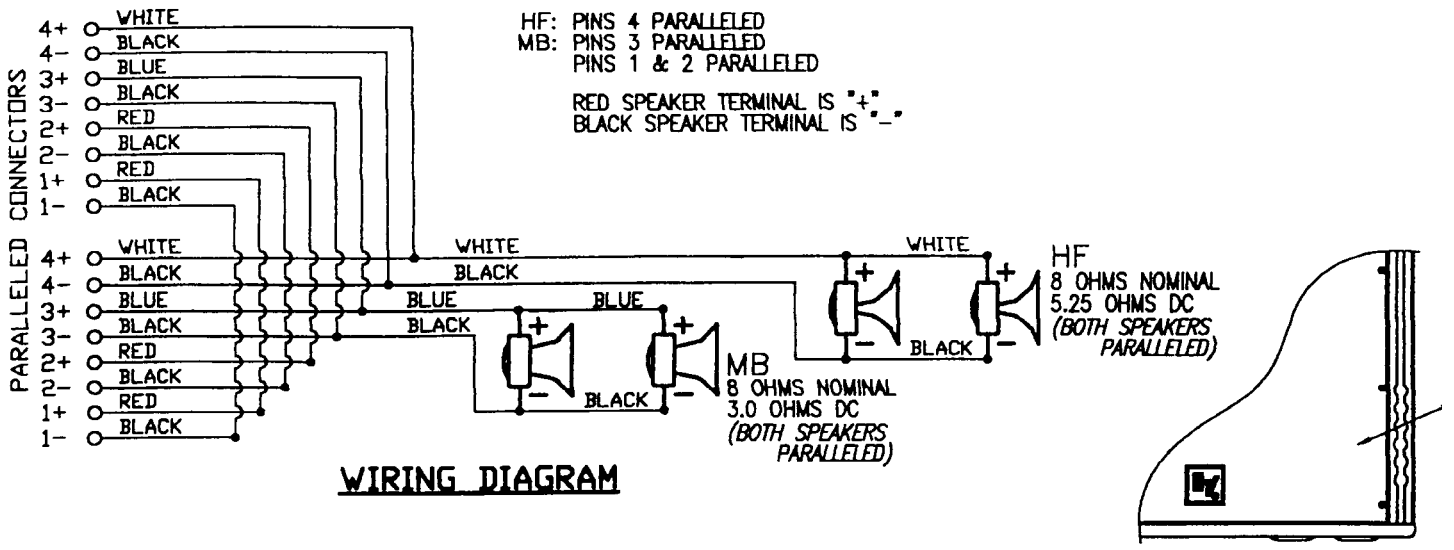 HF: PINS 4 PARALLELED
MB: PINS 3 PARALLELED
PINS 1 & 2 PARALLELED
RED SPEAKER TERMINAL IS "+"
BLACK SPEAKER TERMINAL IS "-"
PARALLELED CONNECTORS
4+ WHITE
4- BLACK
3+ BLUE
3- BLACK
2+ RED
2- BLACK
1+ RED
1- BLACK
4+ WHITE WHITE WHITE
4- BLACK BLACK
3+ BLUE BLUE BLUE
3- BLACK BLACK
2+ RED
2- BLACK
1+ RED
1- BLACK
+
-
+
-
BLACK
HF
8 OHMS NOMINAL
5.25 OHMS DC
(BOTH SPEAKERS
PARALLELED)
+
-
+
-
BLACK
MB
8 OHMS NOMINAL
3.0 OHMS DC
(BOTH SPEAKERS
PARALLELED)
WIRING DIAGRAM